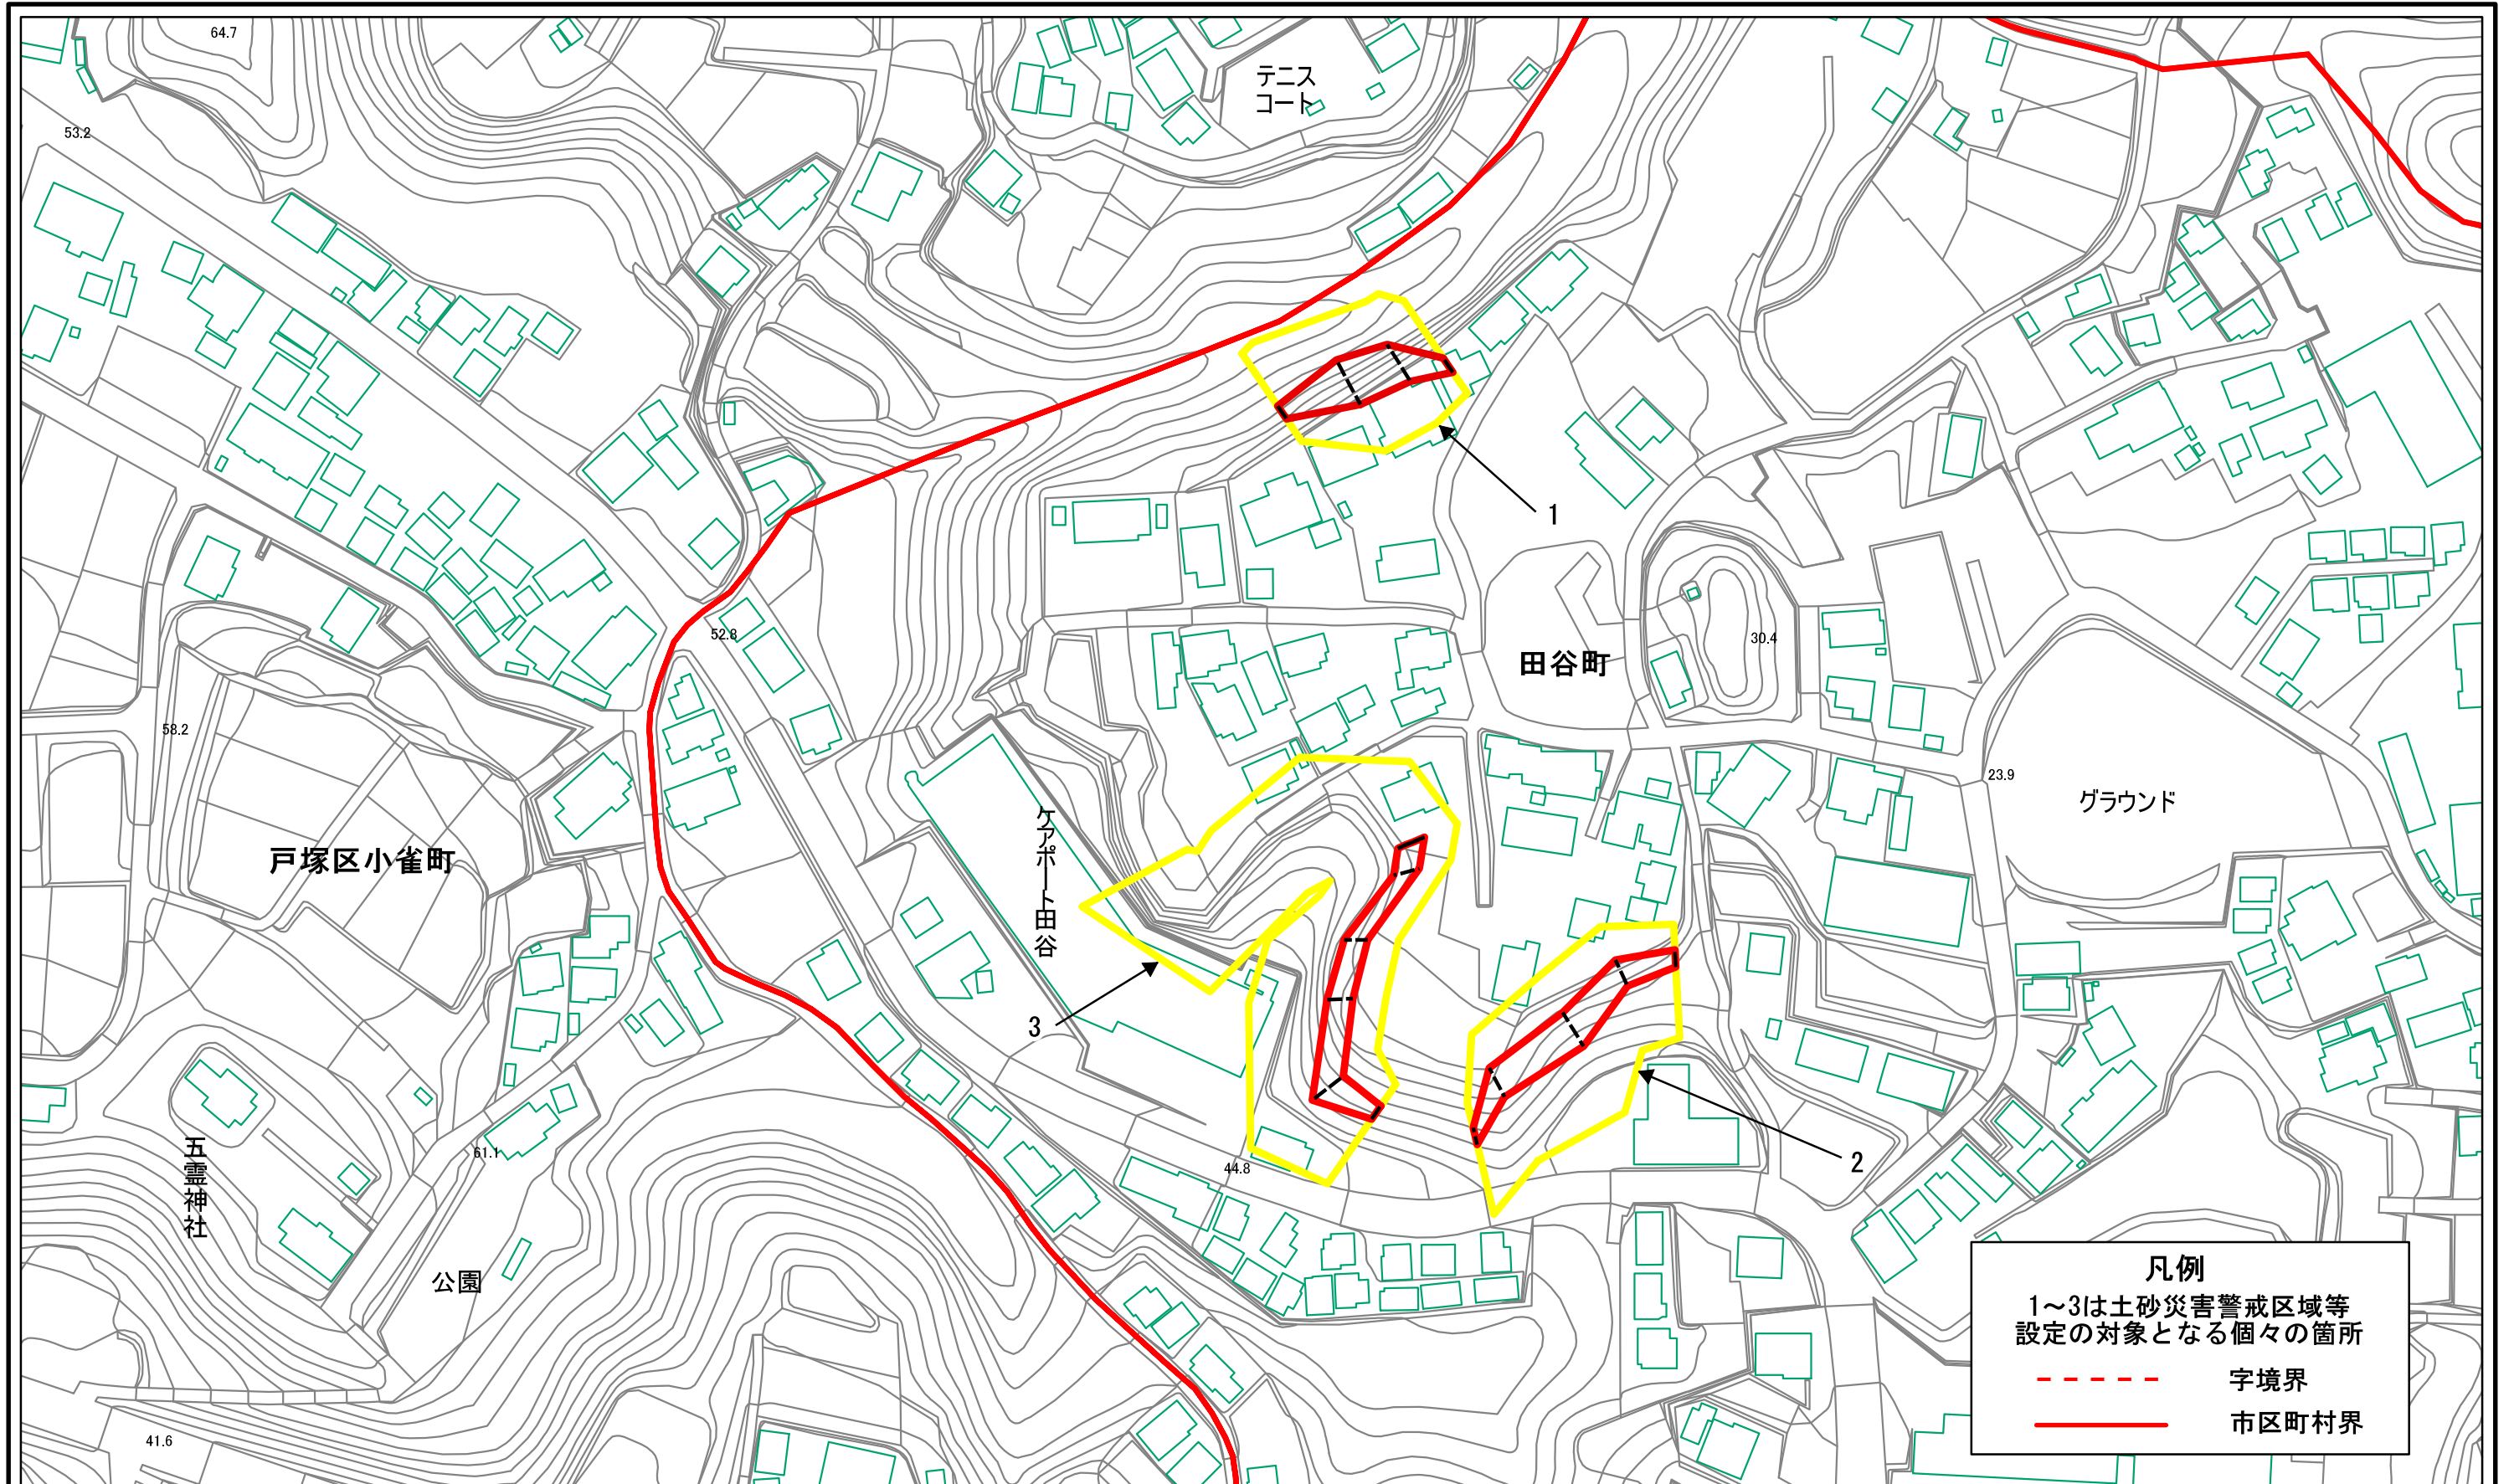 64.7
テニス
コート
53.2
1
52.8
30.4
田谷町
58.2
23.9
グラウンド
ケアポート田谷
戸塚区小雀町
3
2
五霊神社
61.1
44.8
公園
41.6
凡例
1～3は土砂災害警戒区域等
設定の対象となる個々の箇所
字境界
市区町村界